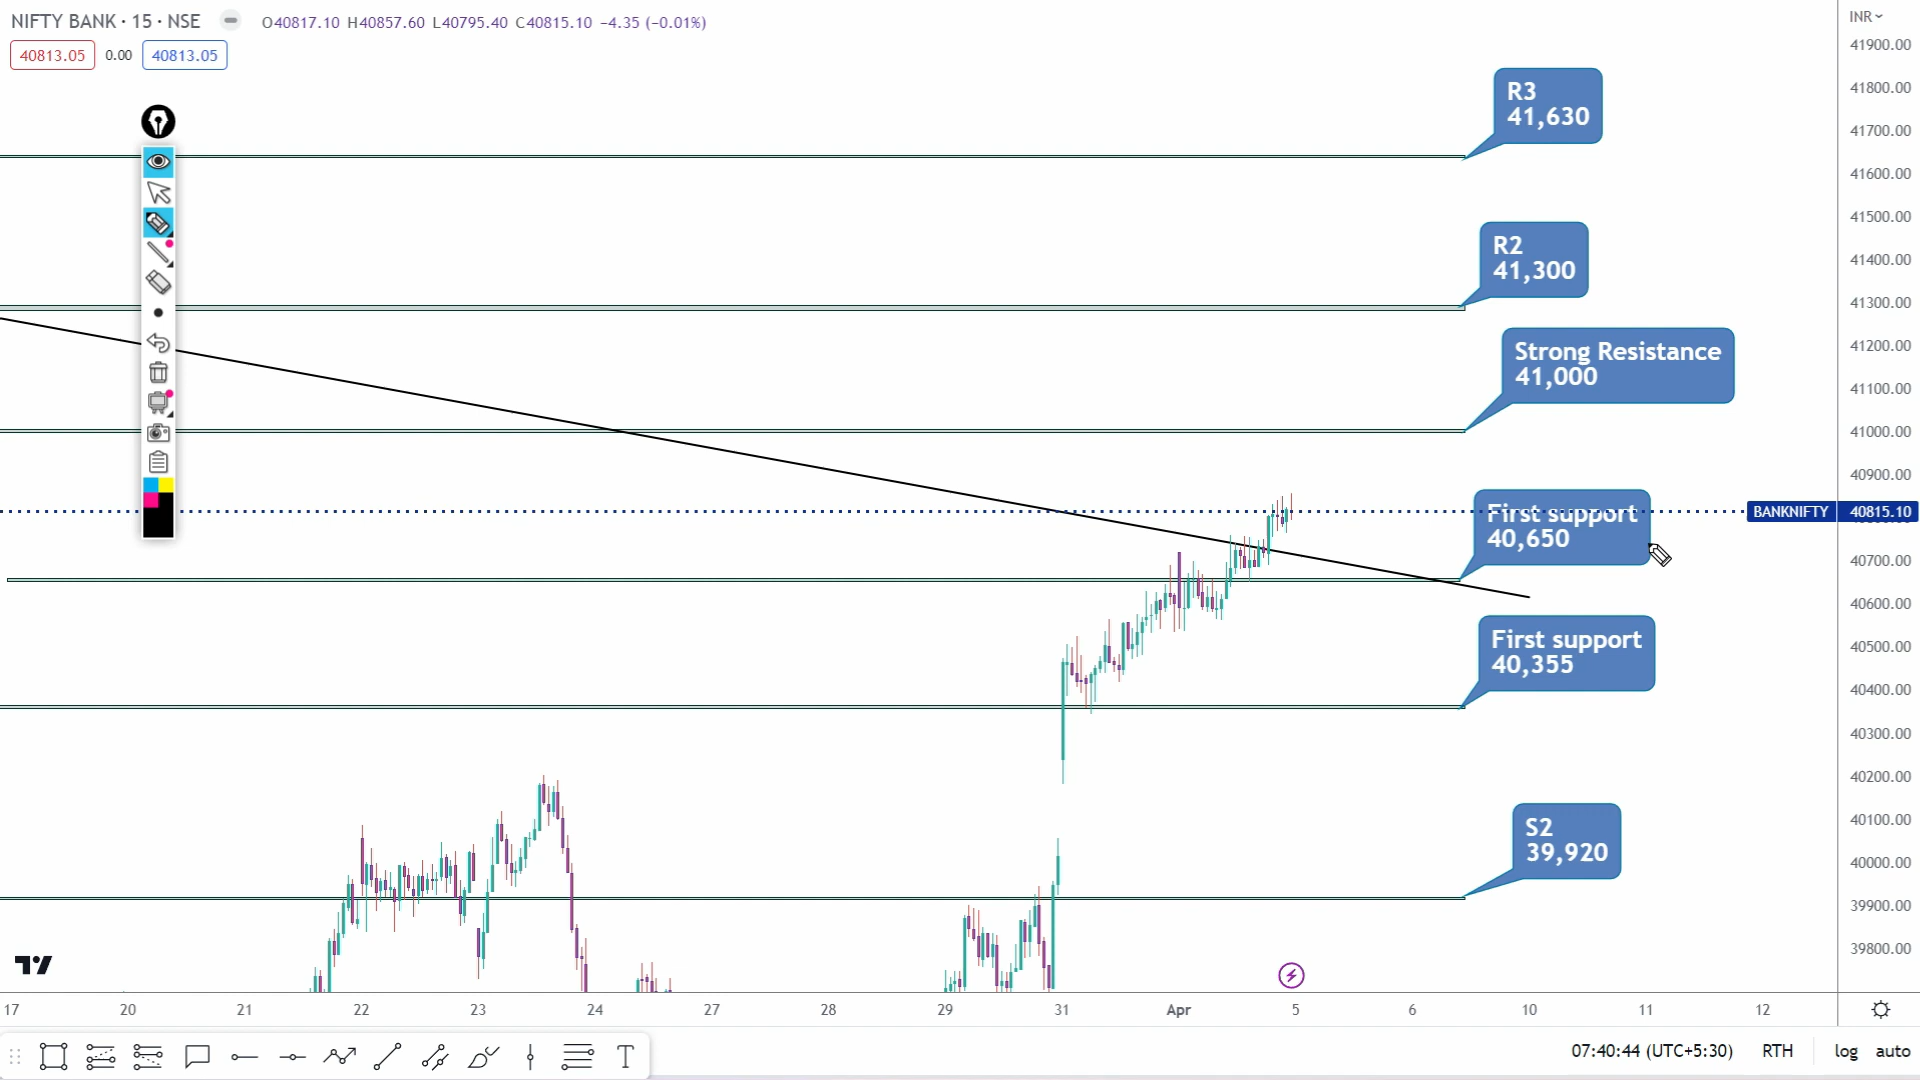 NIFTY BANK · 15 · NSE
O40817.10 H40857.60 L40795.40 C40815.10 −4.35 (−0.01%)
INR
40813.05 0.00 40813.05
41900.00
41800.00
R3
41,630
41700.00
41600.00
41500.00
R2
41,300
41400.00
41300.00
41200.00
Strong Resistance
41,000
41100.00
41000.00
40900.00
First support
40,650
BANKNIFTY 40815.10
40700.00
40600.00
First support
40,355
40500.00
40400.00
40300.00
40200.00
40100.00
S2
39,920
40000.00
39900.00
39800.00
17 20 21 22 23 24 27 28 29 31 Apr 5 6 10 11 12
07:40:44 (UTC+5:30) RTH log auto